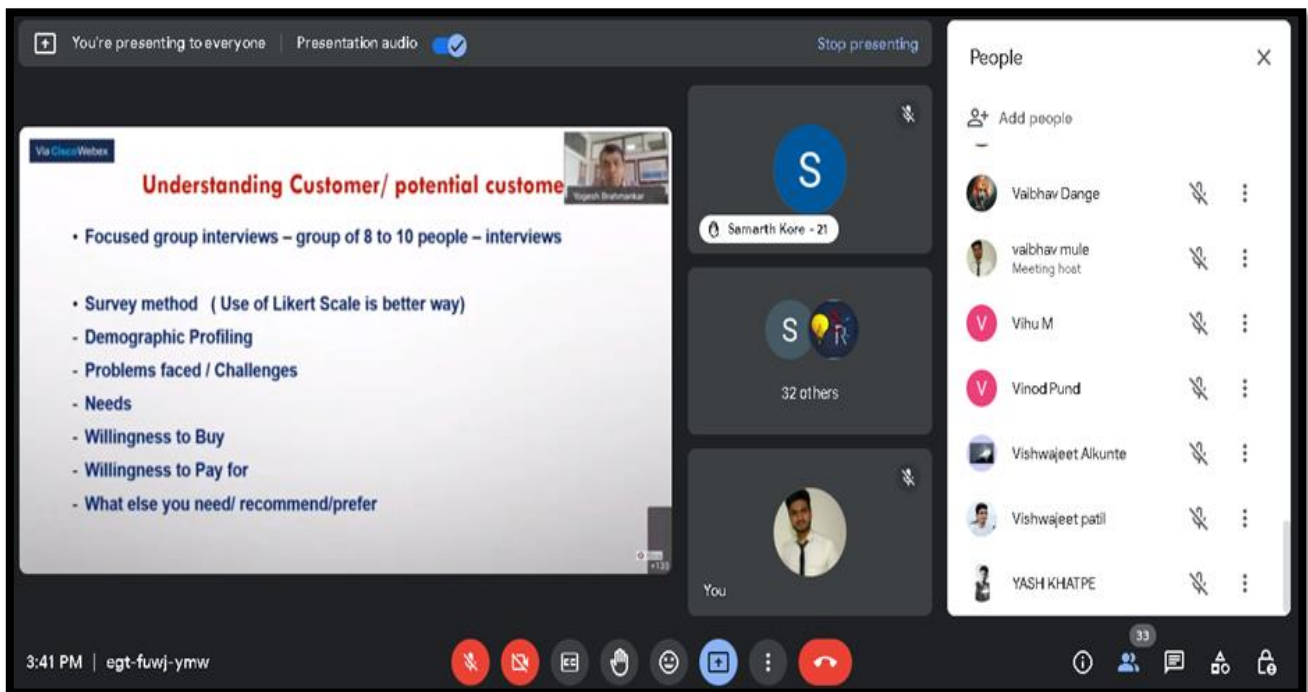 You're presenting to everyone
Presentation audio
Stop presenting
Via CiscoWebex
Understanding Customer/ potential custome
Yogesh Brahmankar
• Focused group interviews – group of 8 to 10 people – interviews
• Survey method ( Use of Likert Scale is better way)
- Demographic Profiling
- Problems faced / Challenges
- Needs
- Willingness to Buy
- Willingness to Pay for
- What else you need/ recommend/prefer
S
Samarth Kore - 21
S
R
32 others
You
People
Add people
Vaibhav Dange
vaibhav mule
Meeting host
V
Vihu M
V
Vinod Pund
Vishwajeet Alkunte
Vishwajeet patil
YASH KHATPE
3:41 PM | egt-fuwj-ymw
CC
33